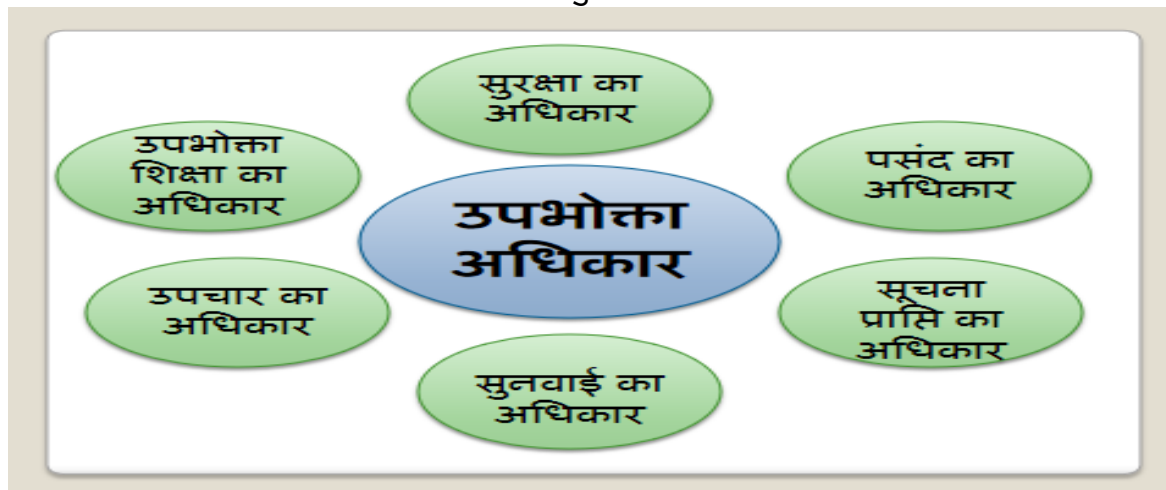 सुरक्षा का
अधिकार
उपभोक्ता
शिक्षा का
अधिकार
पसंद का
अधिकार
उपभोक्ता
अधिकार
उपचार का
अधिकार
सूचना
प्राप्ति का
अधिकार
सुनवाई का
अधिकार